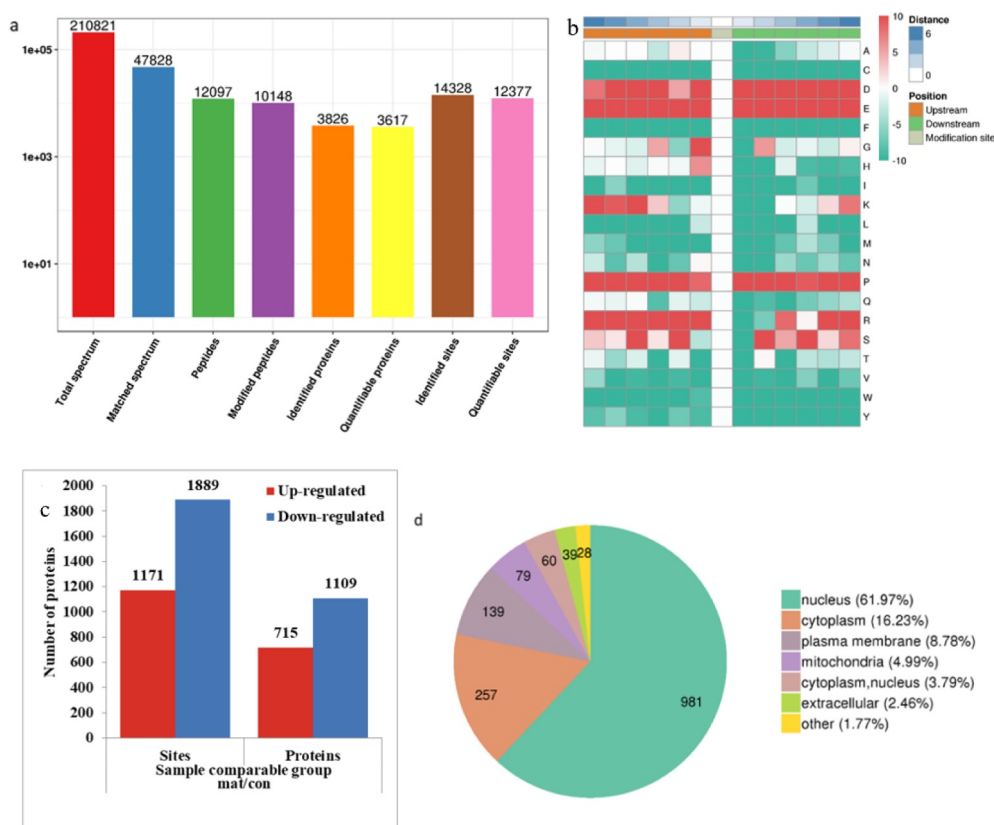 a
210821
47828
12097
10148
3826
3617
14328
12377
1e+05
1e+03
1e+01
Total spectrum
Matched spectrum
Peptides
Modified peptides
Identified proteins
Quantifiable proteins
Identified sites
Quantifiable sites
b
A
C
D
E
F
G
H
I
K
L
M
N
P
Q
R
S
T
V
W
Y
10
5
0
-5
-10
Distance
6
0
Position
Upstream
Downstream
Modification site
c
Number of proteins
2000
1800
1600
1400
1200
1000
800
600
400
200
0
1171
1889
715
1109
Up-regulated
Down-regulated
Sites Proteins
Sample comparable group
mat/con
d
981
257
139
79
60
39
28
nucleus (61.97%)
cytoplasm (16.23%)
plasma membrane (8.78%)
mitochondria (4.99%)
cytoplasm,nucleus (3.79%)
extracellular (2.46%)
other (1.77%)